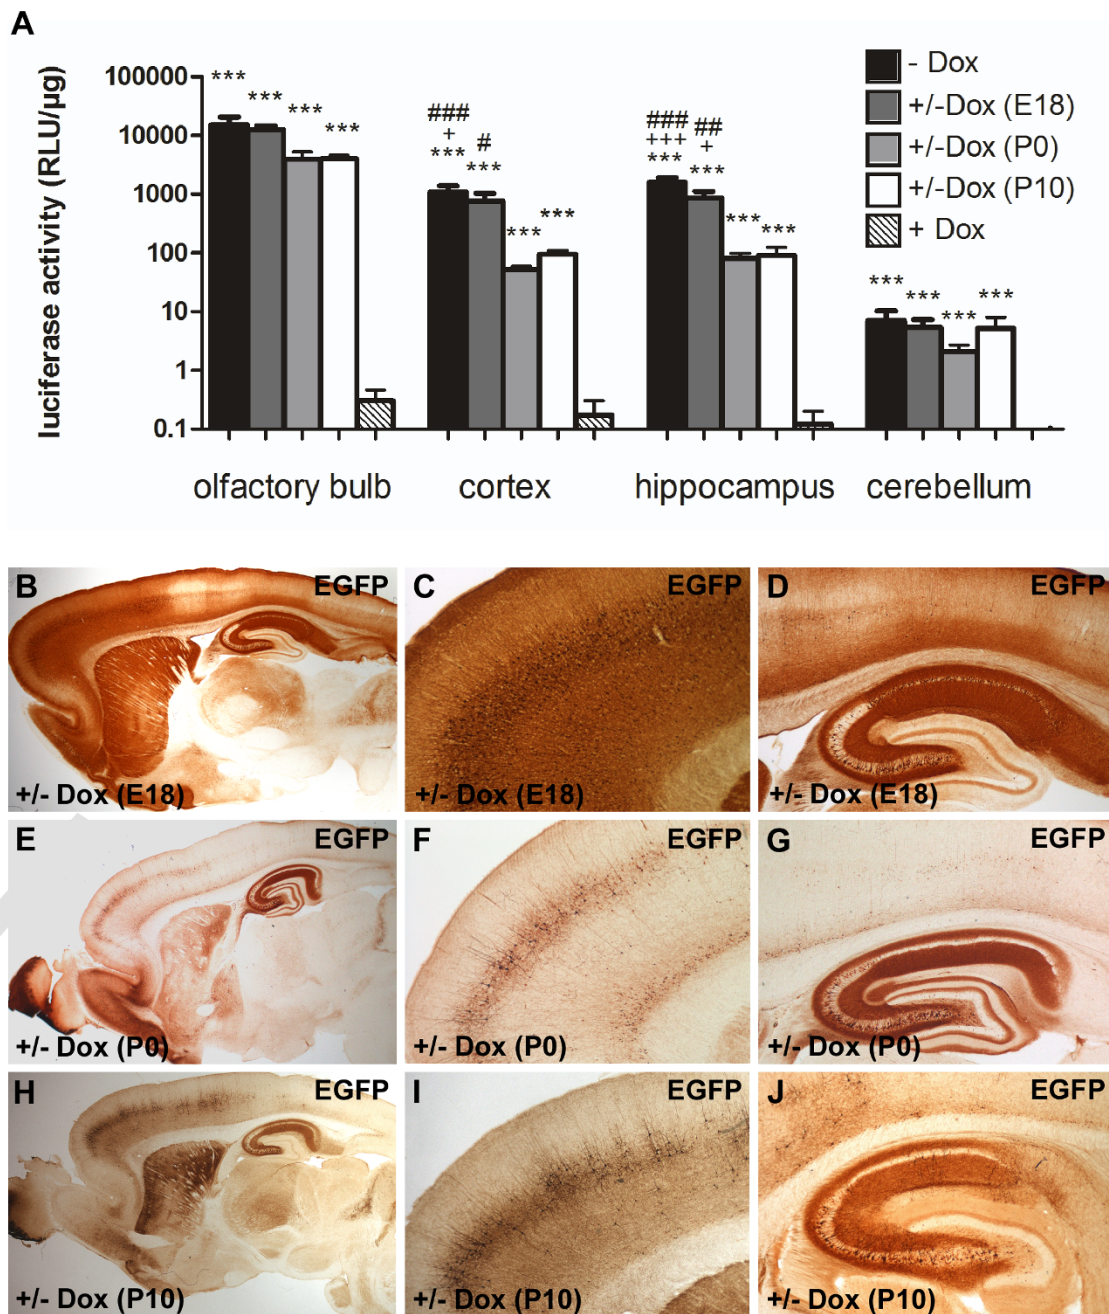 A
luciferase activity (RLU/µg)
100000
10000
1000
100
10
1
0.1
*** *** *** ***
### + *** # *** *** ***
### +++ *** ## + *** *** ***
*** *** *** ***
- Dox
+/-Dox (E18)
+/-Dox (P0)
+/-Dox (P10)
+ Dox
olfactory bulb cortex hippocampus cerebellum
B EGFP
+/- Dox (E18)
C EGFP
+/- Dox (E18)
D EGFP
+/- Dox (E18)
E EGFP
+/- Dox (P0)
F EGFP
+/- Dox (P0)
G EGFP
+/- Dox (P0)
H EGFP
+/- Dox (P10)
I EGFP
+/- Dox (P10)
J EGFP
+/- Dox (P10)